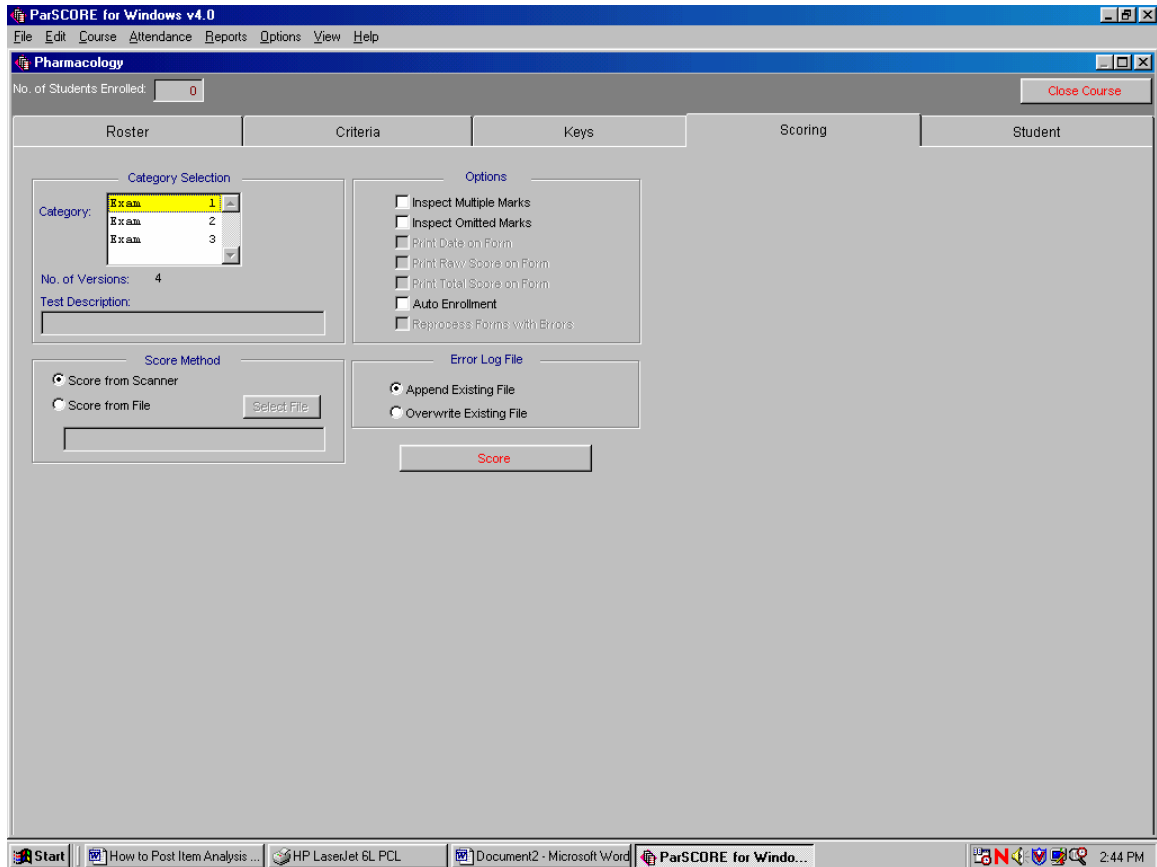 ParSCORE for Windows v4.0
File Edit Course Attendance Reports Options View Help
Pharmacology
No. of Students Enrolled: 0
Close Course
Roster Criteria Keys Scoring Student
Category Selection
Category:
Exam 1
Exam 2
Exam 3
No. of Versions: 4
Test Description:
Options
Inspect Multiple Marks
Inspect Omitted Marks
Print Date on Form
Print Raw Score on Form
Print Total Score on Form
Auto Enrollment
Reprocess Forms with Errors
Score Method
Score from Scanner
Score from File
Select File
Error Log File
Append Existing File
Overwrite Existing File
Score
Start How to Post Item Analysis ... HP LaserJet 6L PCL Document2 - Microsoft Word ParSCORE for Windo... 2:44 PM